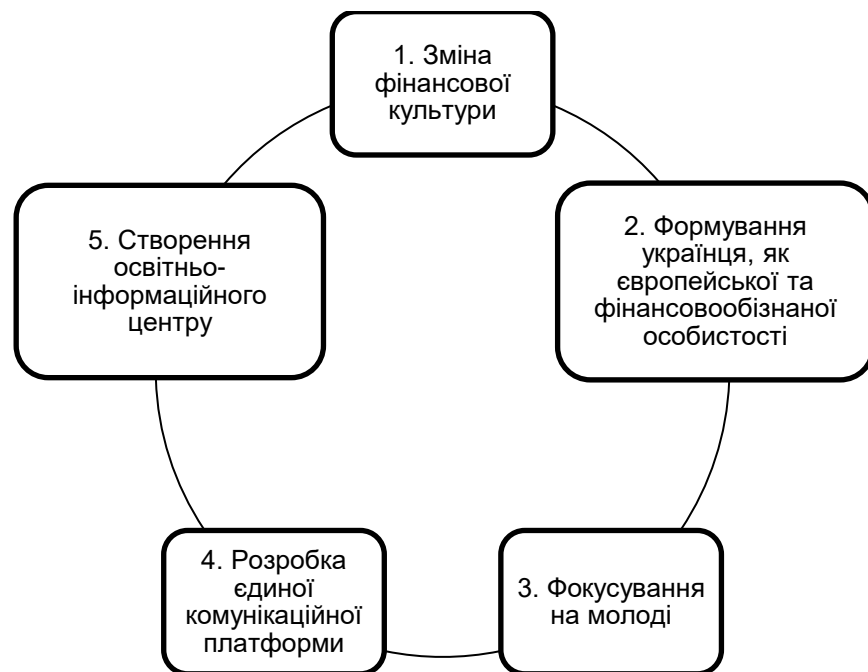 1. Зміна
фінансової
культури
2. Формування
українця, як
європейської та
фінансовообізнаної
особистості
3. Фокусування
на молоді
4. Розробка
єдиної
комунікаційної
платформи
5. Створення
освітньо-
інформаційного
центру